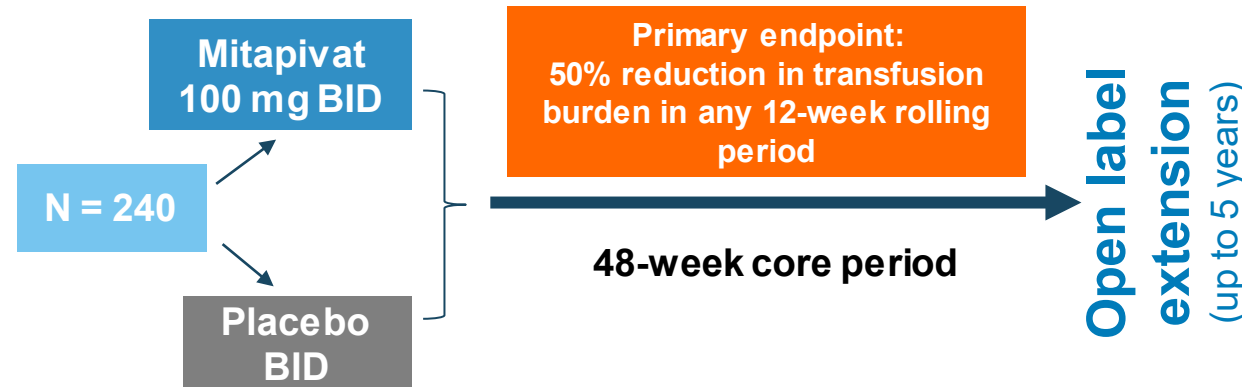 Mitapivat
100 mg BID
Primary endpoint:
50% reduction in transfusion
burden in any 12-week rolling
period
N = 240
48-week core period
Placebo
BID
Open label
extension
(up to 5 years)